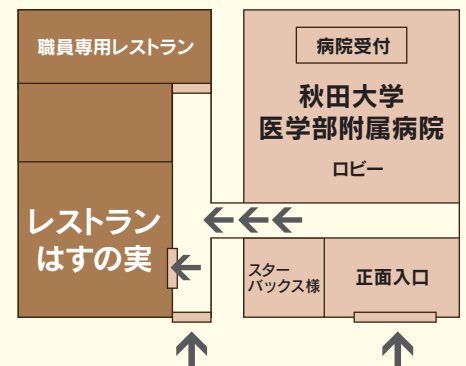 職員専用レストラン
病院受付
秋田大学
医学部附属病院
ロビー
レストラン
はすの実
スター
バックス様
正面入口